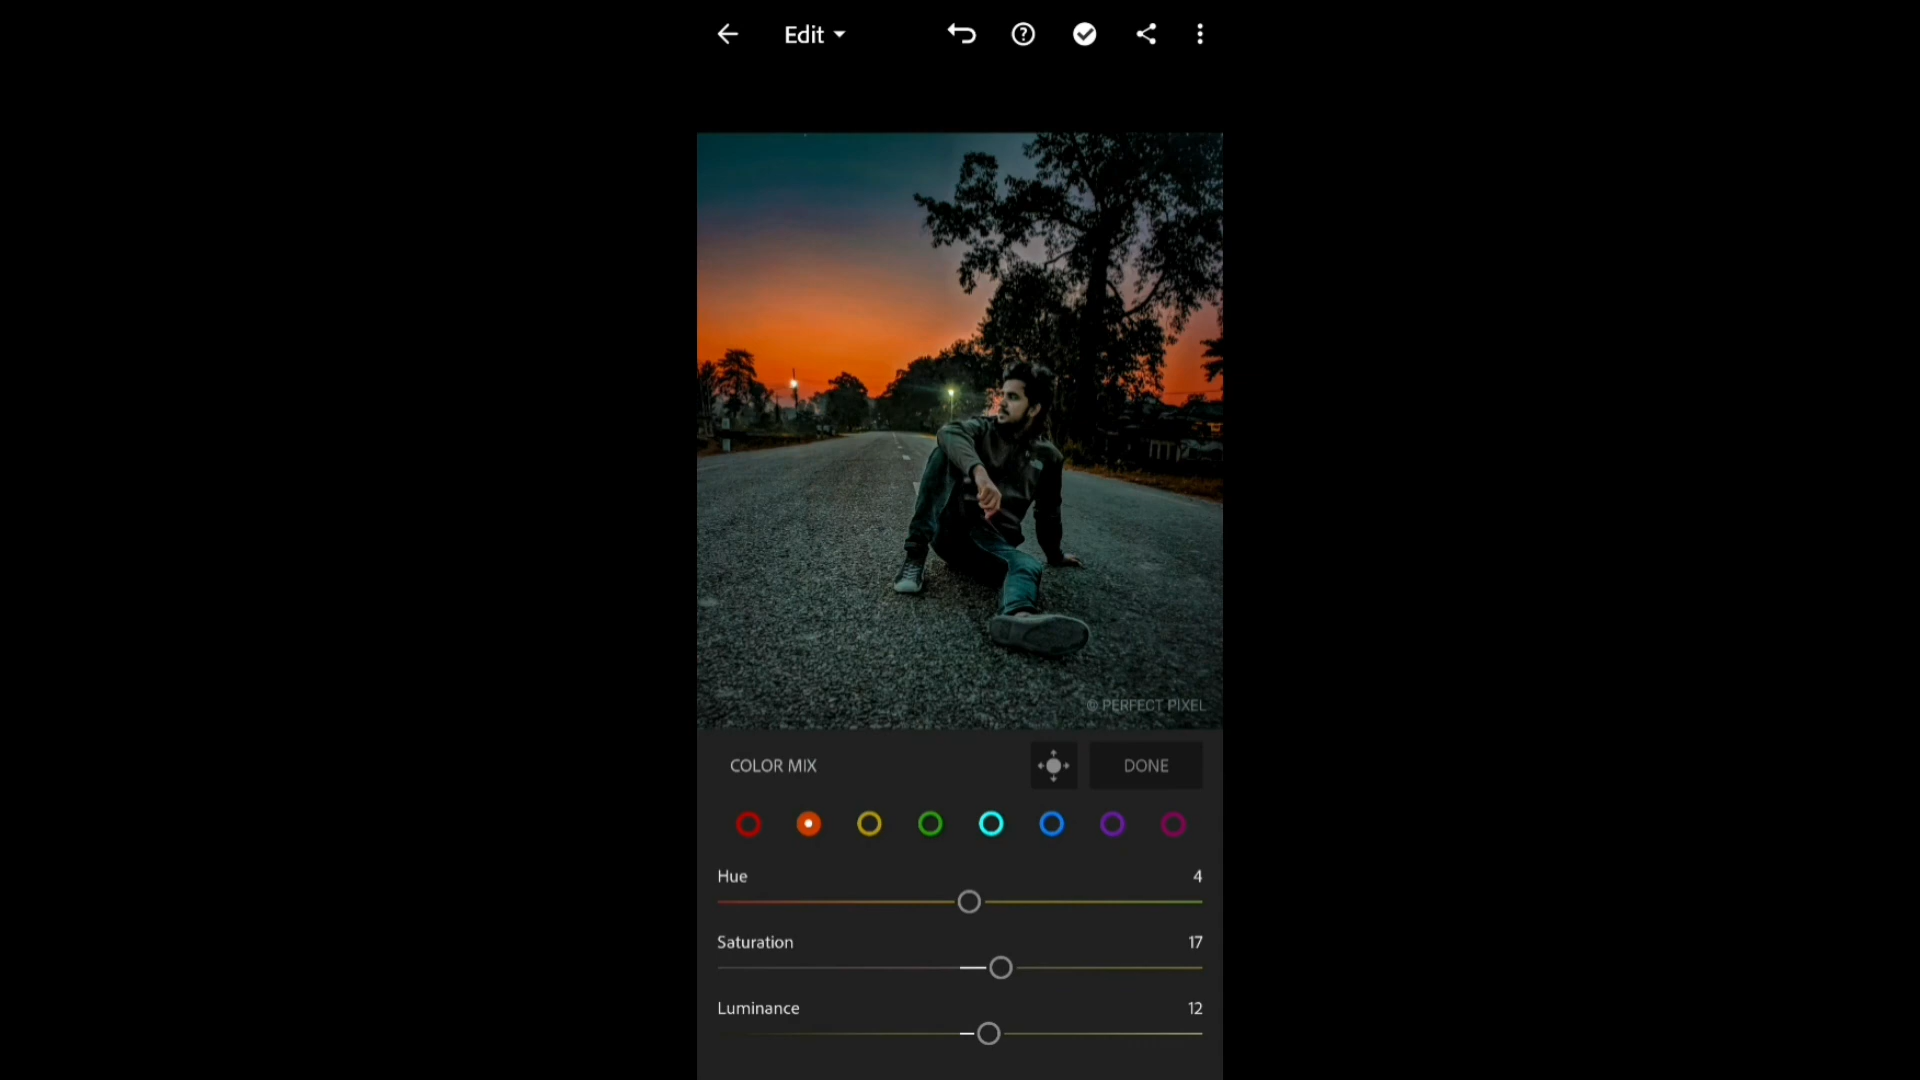 Edit
© PERFECT PIXEL
COLOR MIX
DONE
Hue 4
Saturation 17
Luminance 12